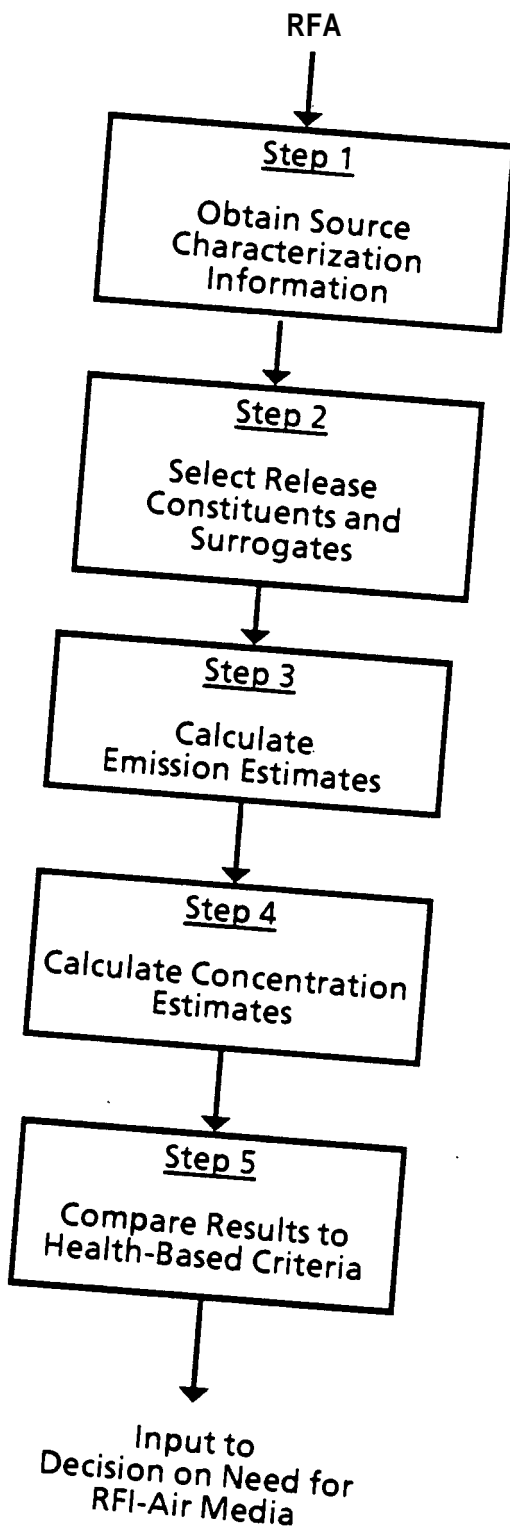 RFA
Step 1
Obtain Source
Characterization
Information
Step 2
Select Release
Constituents and
Surrogates
Step 3
Calculate
Emission Estimates
Step 4
Calculate Concentration
Estimates
Step 5
Compare Results to
Health-Based Criteria
Input to
Decision on Need for
RFI-Air Media